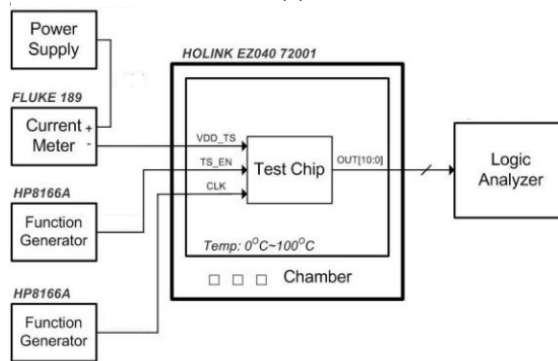 Power
Supply
HOLINK EZ040 72001
FLUKE 189
Current
Meter
+
-
VDD_TS
TS_EN
CLK
Test Chip
OUT[10:0]
Logic
Analyzer
HP8166A
Function
Generator
Temp: 0°C~100°C
Chamber
HP8166A
Function
Generator